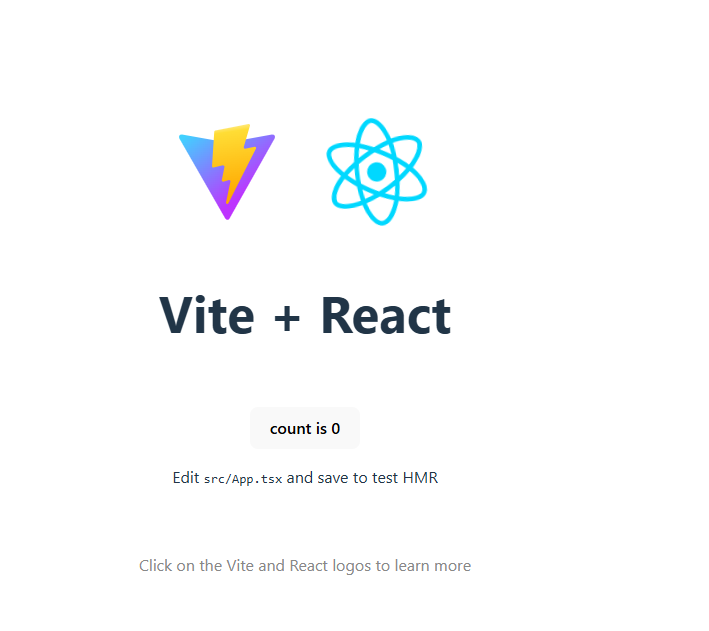 Vite + React
count is 0
Edit src/App.tsx and save to test HMR
Click on the Vite and React logos to learn more